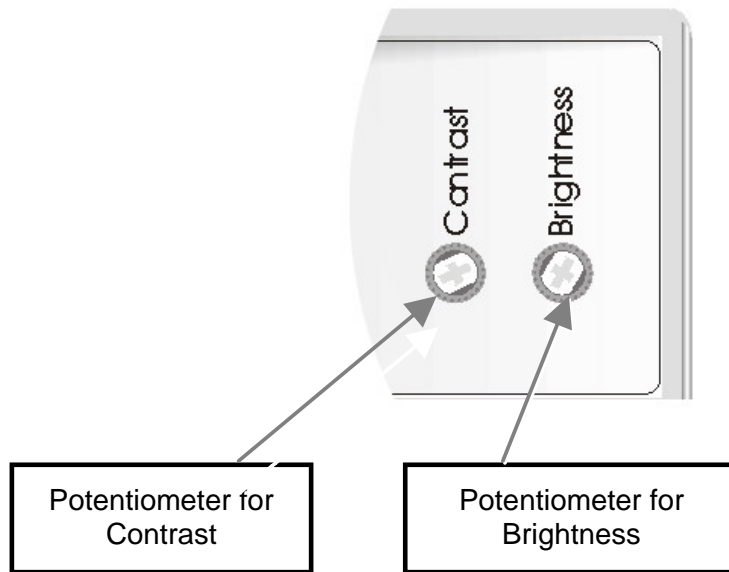 Contrast
Brightness
Potentiometer for
Contrast
Potentiometer for
Brightness